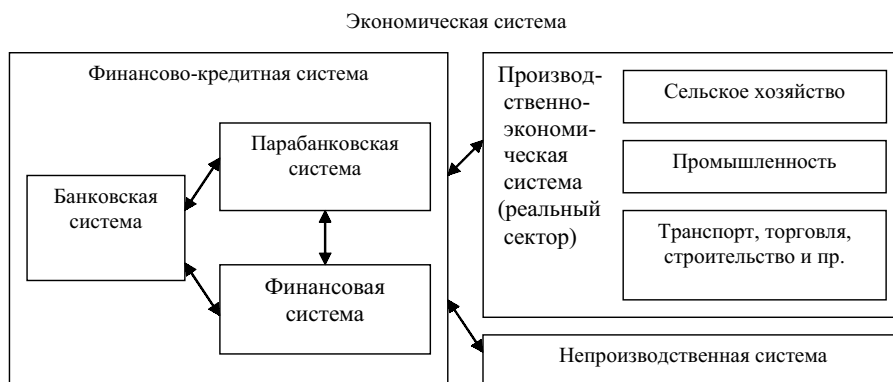 Экономическая система
Финансово-кредитная система
Парабанковская
система
Банковская
система
Финансовая
система
Производ-
ственно-
экономи-
ческая
система
(реальный
сектор)
Сельское хозяйство
Промышленность
Транспорт, торговля,
строительство и пр.
Непроизводственная система